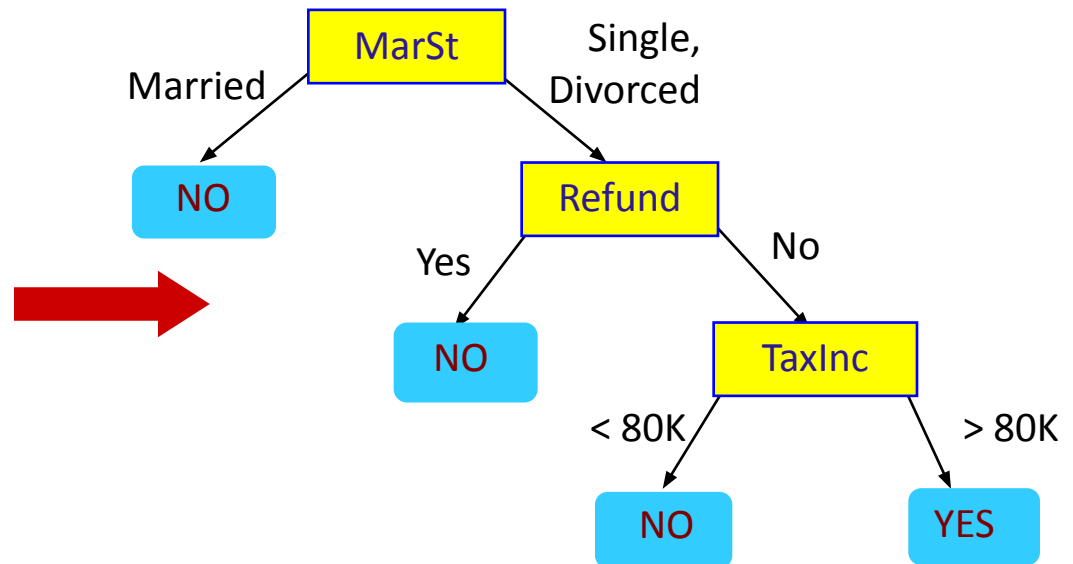 MarSt
Single,
Married
Divorced
NO
Refund
Yes
No
NO
TaxInc
< 80K
> 80K
NO
YES